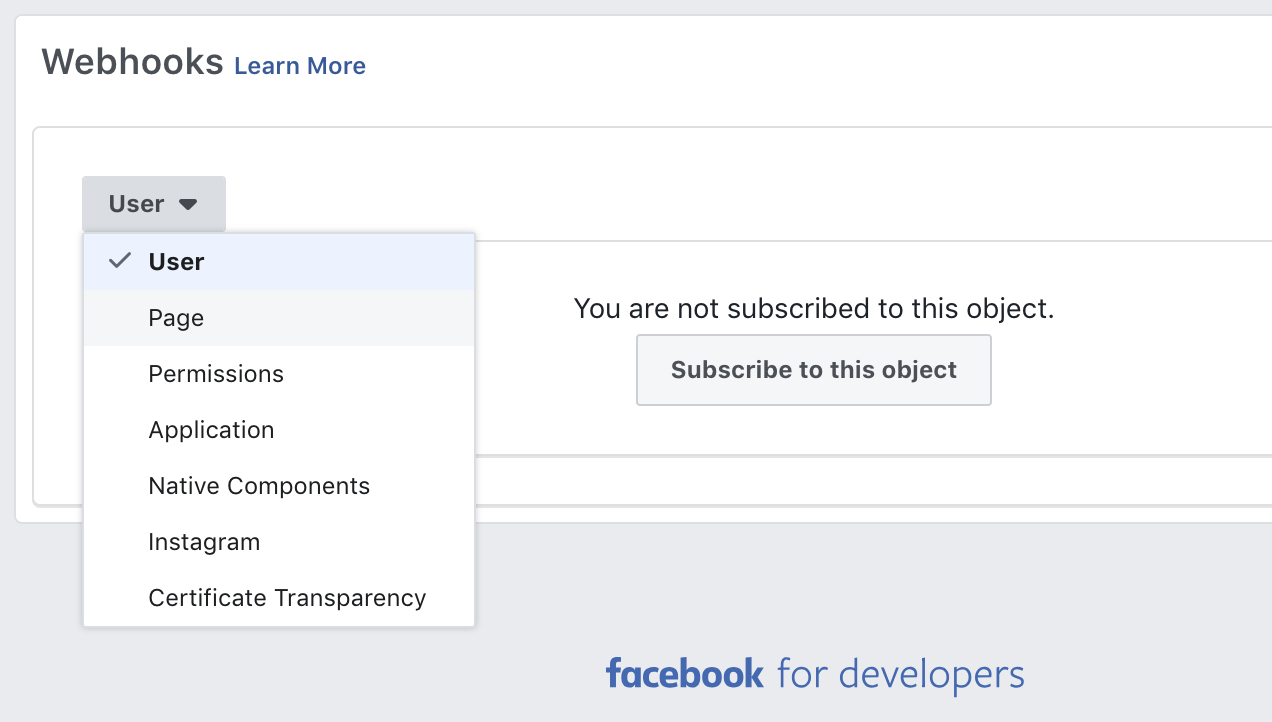 Webhooks Learn More
User
User
Page
Permissions
Application
Native Components
Instagram
Certificate Transparency
You are not subscribed to this object.
Subscribe to this object
facebook for developers